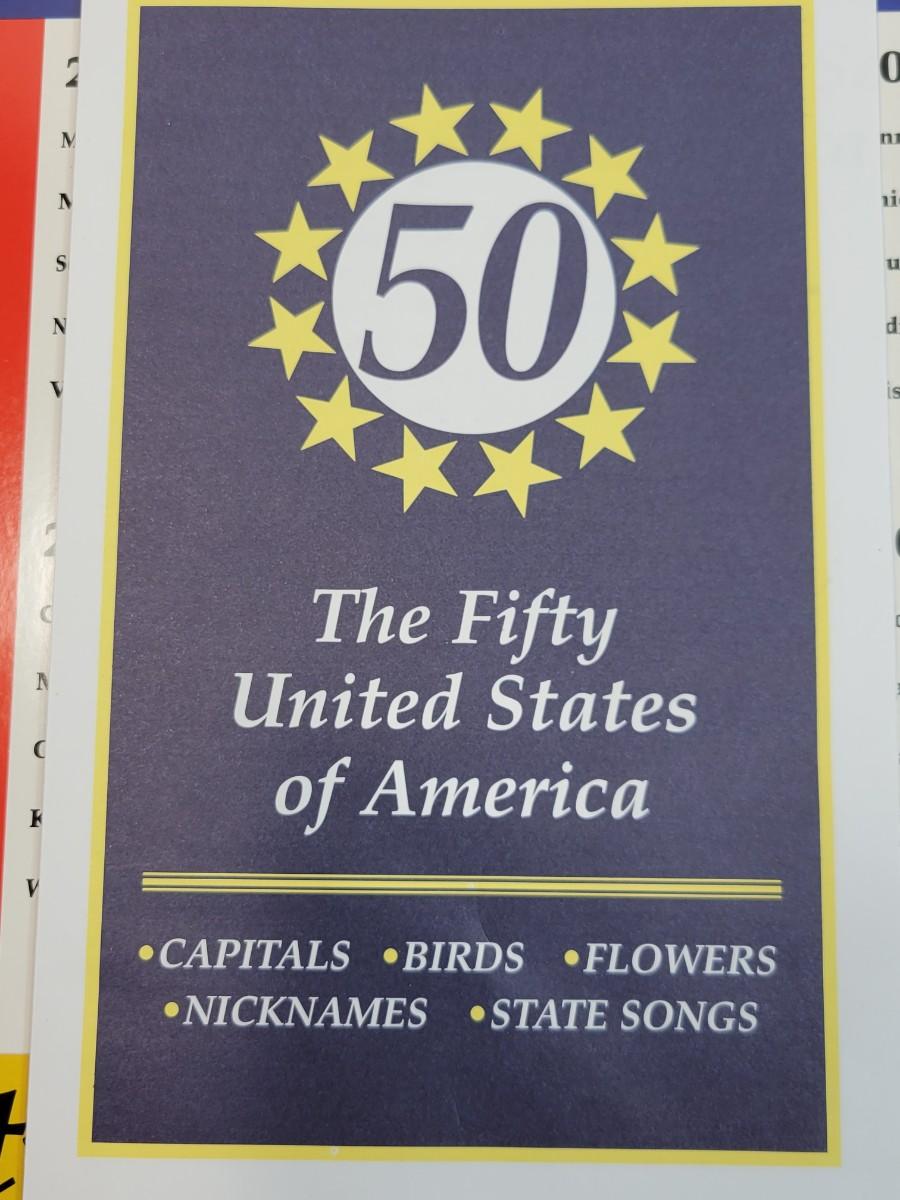 50
The Fifty
United States
of America
•CAPITALS •BIRDS •FLOWERS
•NICKNAMES •STATE SONGS